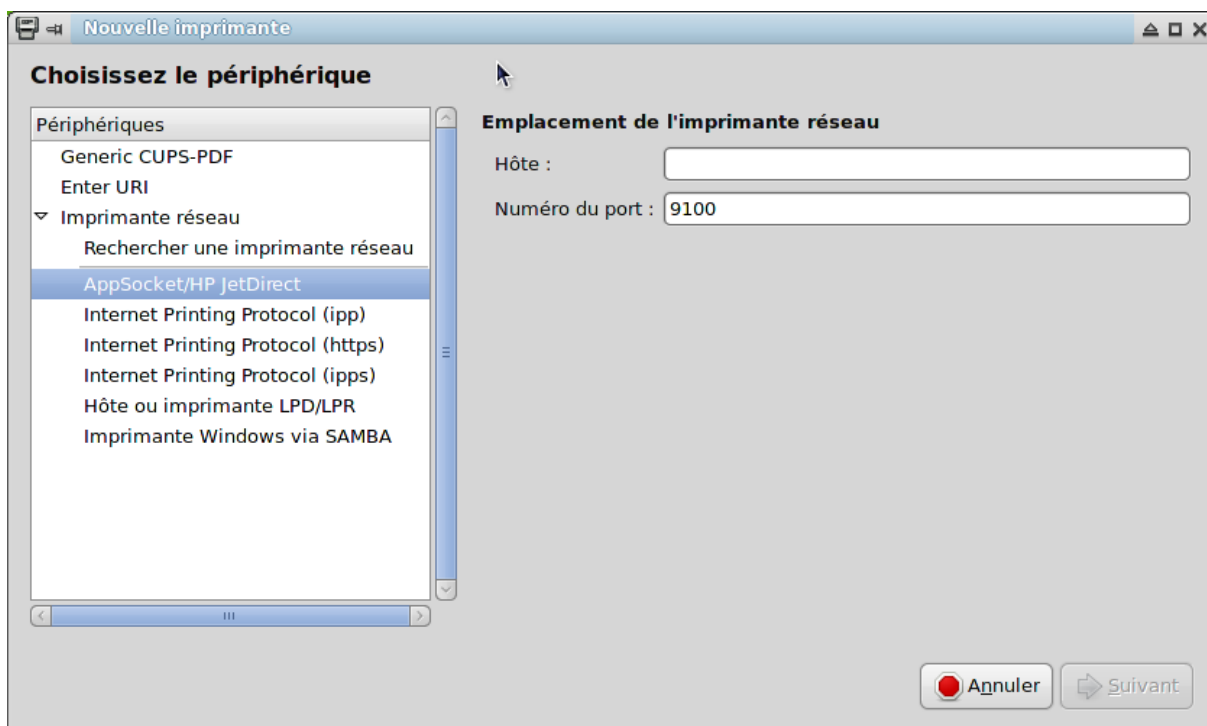 Nouvelle imprimante
Choisissez le périphérique
Périphériques
Generic CUPS-PDF
Enter URI
Imprimante réseau
Rechercher une imprimante réseau
AppSocket/HP JetDirect
Internet Printing Protocol (ipp)
Internet Printing Protocol (https)
Internet Printing Protocol (ipps)
Hôte ou imprimante LPD/LPR
Imprimante Windows via SAMBA
Emplacement de l'imprimante réseau
Hôte :
Numéro du port : 9100
Annuler
Suivant